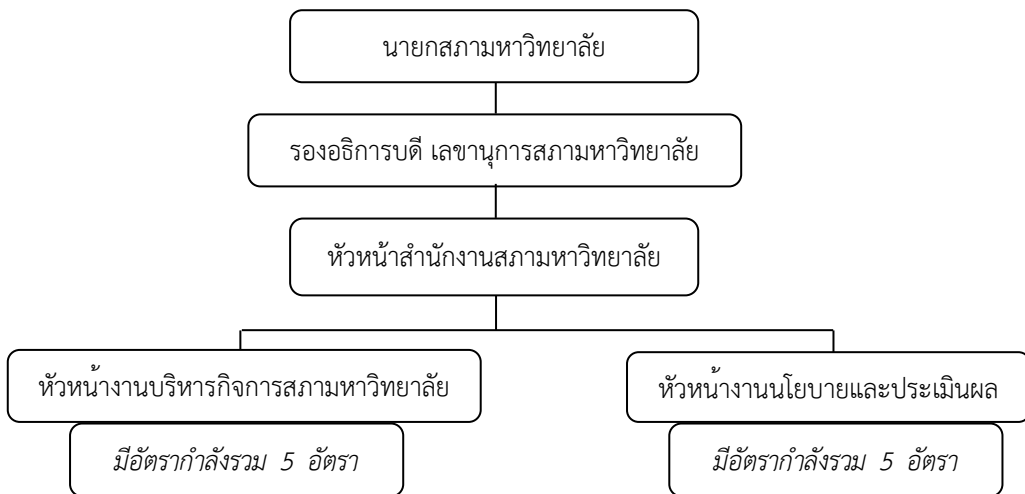 นายกสภามหาวิทยาลัย
รองอธิการบดี เลขานุการสภามหาวิทยาลัย
หัวหน้าสำนักงานสภามหาวิทยาลัย
หัวหน้างานบริหารกิจการสภามหาวิทยาลัย
หัวหน้างานนโยบายและประเมินผล
มีอัตรากำลังรวม 5 อัตรา
มีอัตรากำลังรวม 5 อัตรา